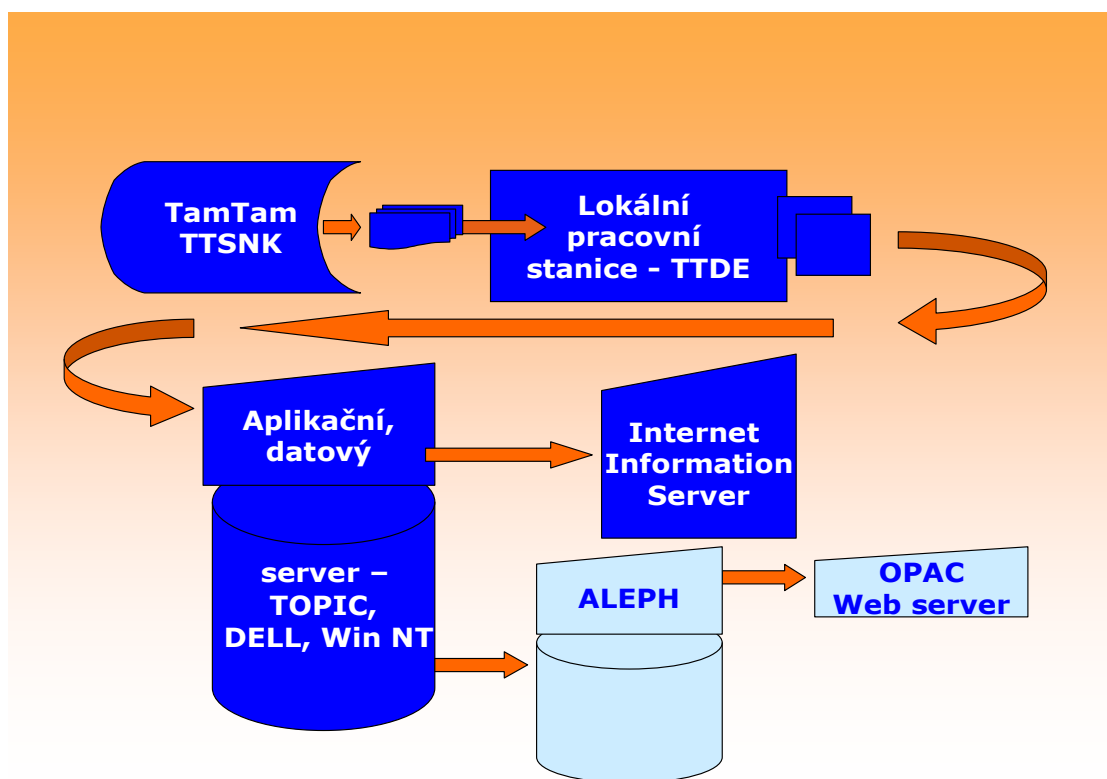 TamTam
TTSNK
Lokální
pracovní
stanice - TTDE
Aplikační,
datový
server –
TOPIC,
DELL, Win NT
Internet
Information
Server
ALEPH
OPAC
Web server